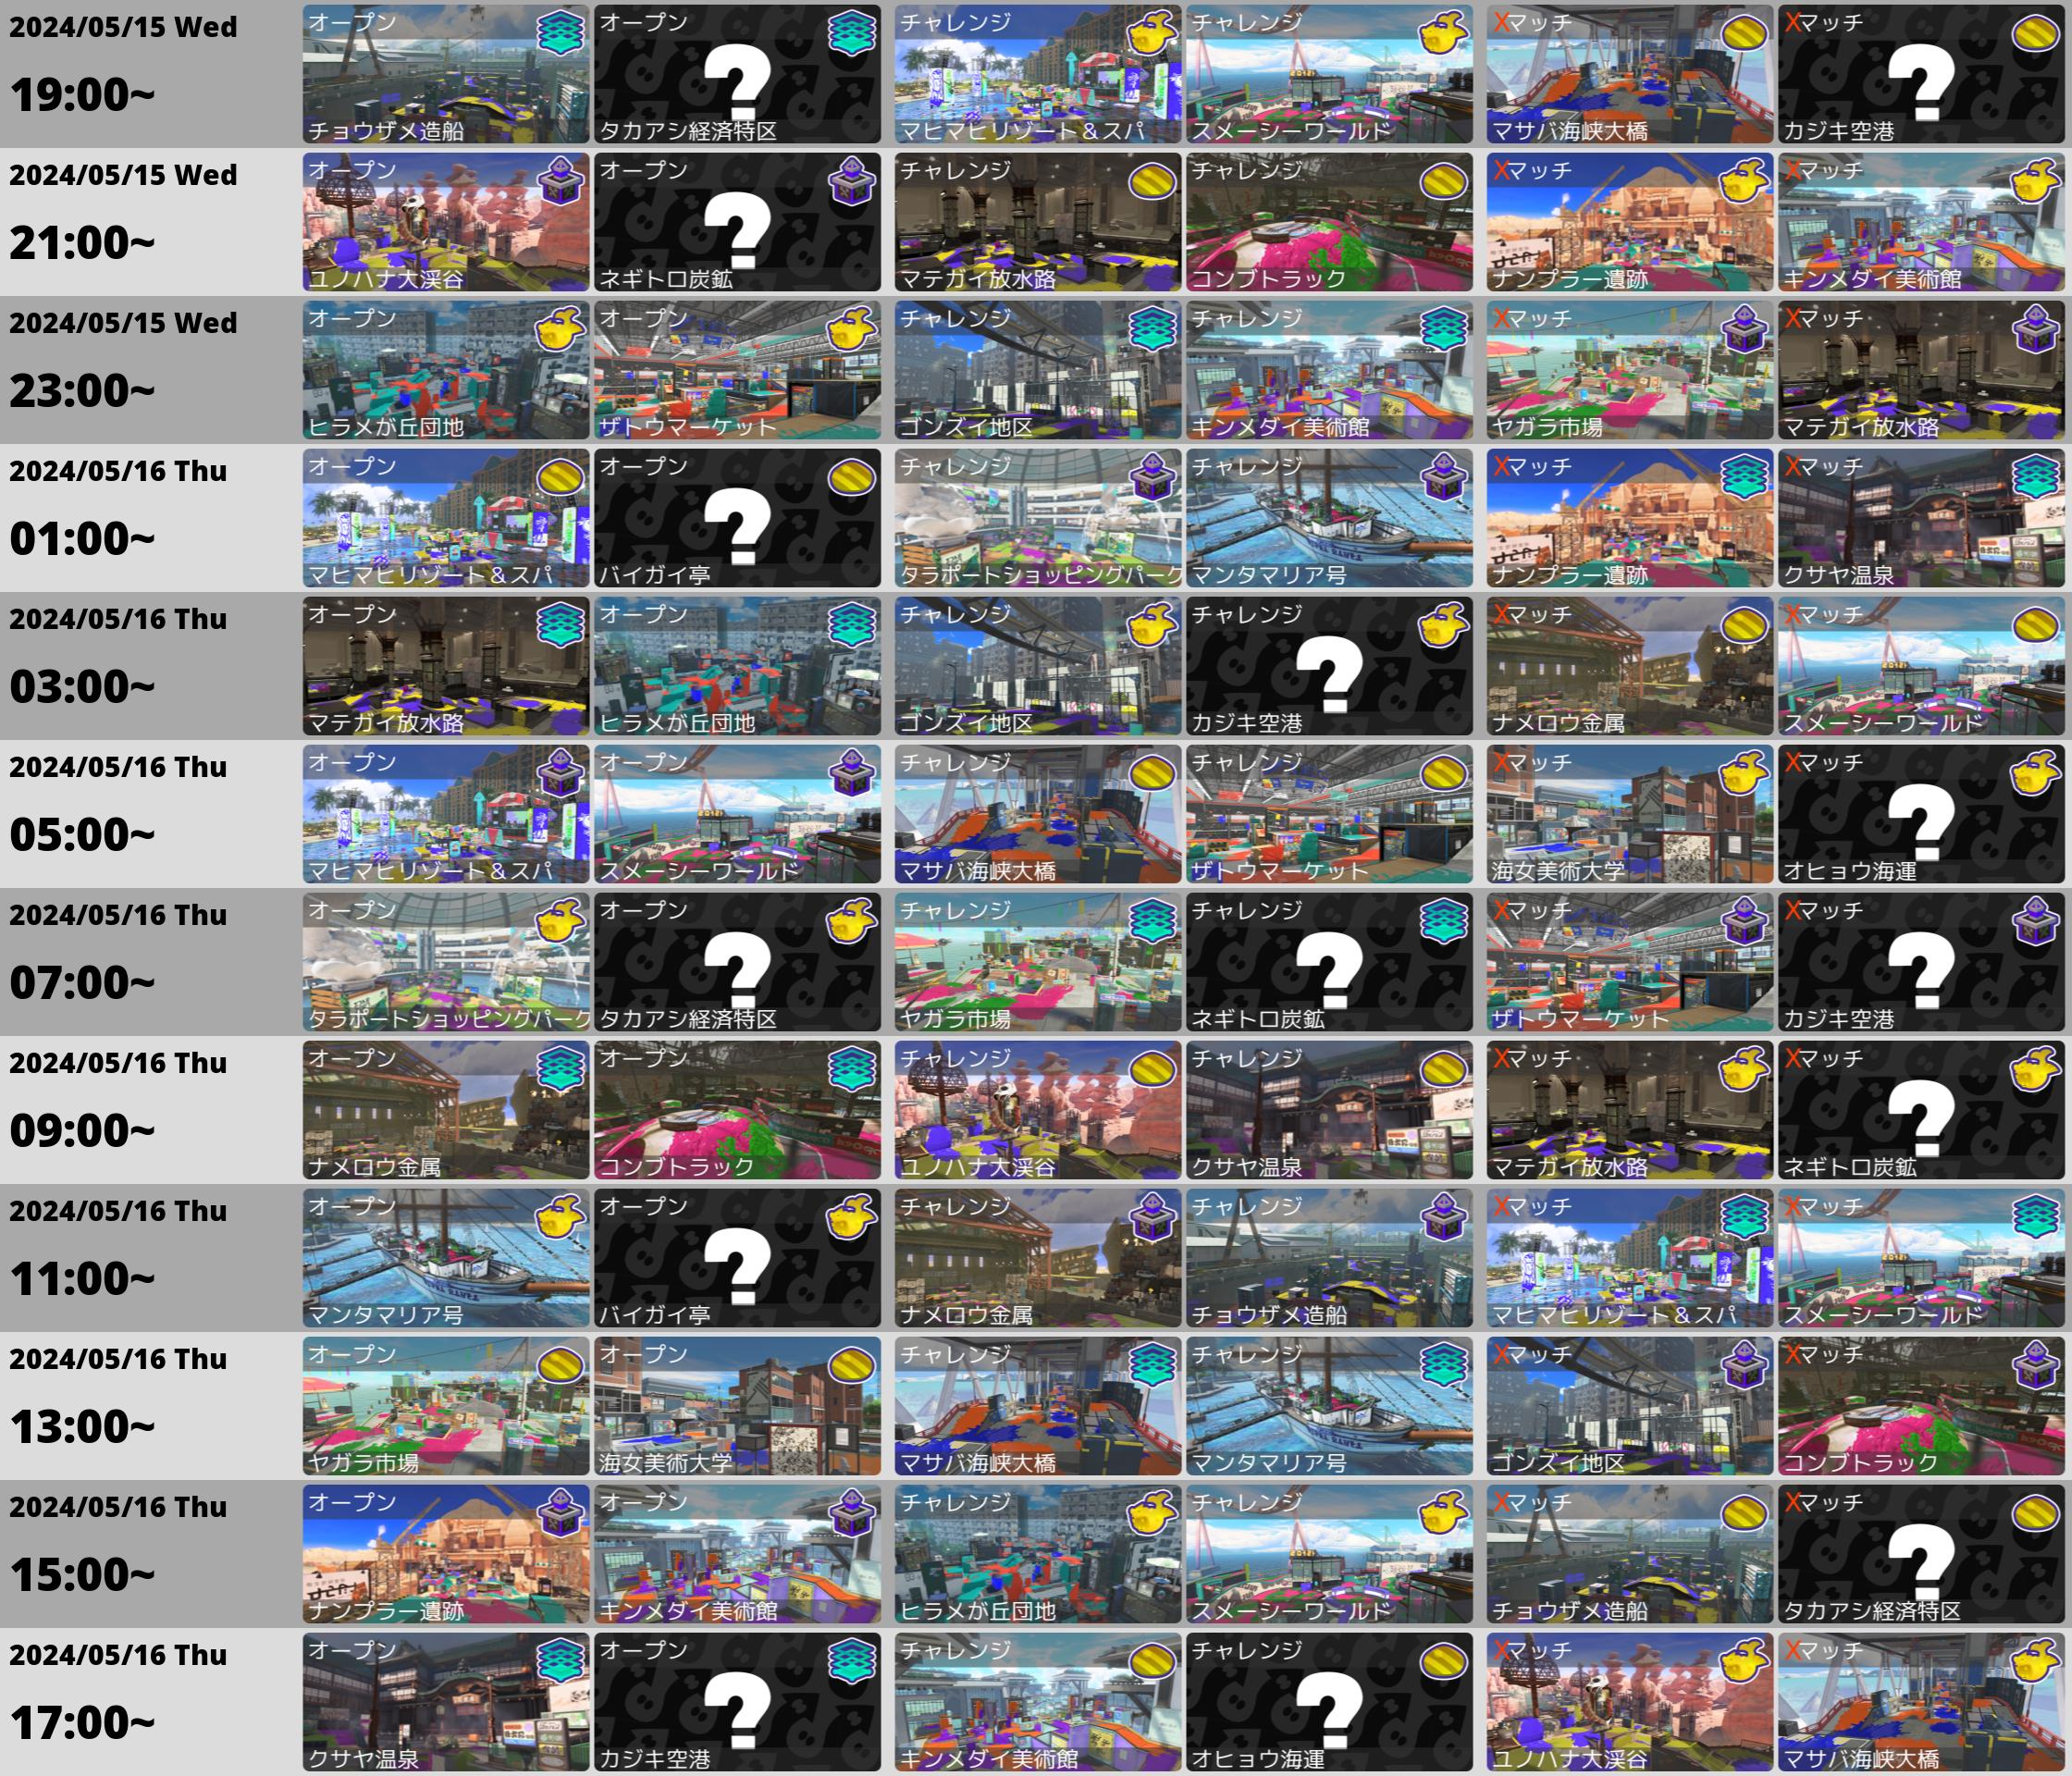 2024/05/15 Wed
19:00~
オープン
チョウザメ造船
オープン
タカアシ経済特区
チャレンジ
マヒマヒリゾート＆スパ
チャレンジ
スメーシーワールド
Xマッチ
マサバ海峡大橋
Xマッチ
カジキ空港
2024/05/15 Wed
21:00~
オープン
ユノハナ大渓谷
オープン
ネギトロ炭鉱
チャレンジ
マテガイ放水路
チャレンジ
コンブトラック
Xマッチ
ナンプラー遺跡
Xマッチ
キンメダイ美術館
2024/05/15 Wed
23:00~
オープン
ヒラメが丘団地
オープン
ザトウマーケット
チャレンジ
ゴンズイ地区
チャレンジ
キンメダイ美術館
Xマッチ
ヤガラ市場
Xマッチ
マテガイ放水路
2024/05/16 Thu
01:00~
オープン
マヒマヒリゾート＆スパ
オープン
バイガイ亭
チャレンジ
タラポートショッピングパーク
チャレンジ
マンタマリア号
Xマッチ
ナンプラー遺跡
Xマッチ
クサヤ温泉
2024/05/16 Thu
03:00~
オープン
マテガイ放水路
オープン
ヒラメが丘団地
チャレンジ
ゴンズイ地区
チャレンジ
カジキ空港
Xマッチ
ナメロウ金属
Xマッチ
スメーシーワールド
2024/05/16 Thu
05:00~
オープン
マヒマヒリゾート＆スパ
オープン
スメーシーワールド
チャレンジ
マサバ海峡大橋
チャレンジ
ザトウマーケット
Xマッチ
海女美術大学
Xマッチ
オヒョウ海運
2024/05/16 Thu
07:00~
オープン
タラポートショッピングパーク
オープン
タカアシ経済特区
チャレンジ
ヤガラ市場
チャレンジ
ネギトロ炭鉱
Xマッチ
ザトウマーケット
Xマッチ
カジキ空港
2024/05/16 Thu
09:00~
オープン
ナメロウ金属
オープン
コンブトラック
チャレンジ
ユノハナ大渓谷
チャレンジ
クサヤ温泉
Xマッチ
マテガイ放水路
Xマッチ
ネギトロ炭鉱
2024/05/16 Thu
11:00~
オープン
マンタマリア号
オープン
バイガイ亭
チャレンジ
ナメロウ金属
チャレンジ
チョウザメ造船
Xマッチ
マヒマヒリゾート＆スパ
Xマッチ
スメーシーワールド
2024/05/16 Thu
13:00~
オープン
ヤガラ市場
オープン
海女美術大学
チャレンジ
マサバ海峡大橋
チャレンジ
マンタマリア号
Xマッチ
ゴンズイ地区
Xマッチ
コンブトラック
2024/05/16 Thu
15:00~
オープン
ナンプラー遺跡
オープン
キンメダイ美術館
チャレンジ
ヒラメが丘団地
チャレンジ
スメーシーワールド
Xマッチ
チョウザメ造船
Xマッチ
タカアシ経済特区
2024/05/16 Thu
17:00~
オープン
クサヤ温泉
オープン
カジキ空港
チャレンジ
キンメダイ美術館
チャレンジ
オヒョウ海運
Xマッチ
ユノハナ大渓谷
Xマッチ
マサバ海峡大橋